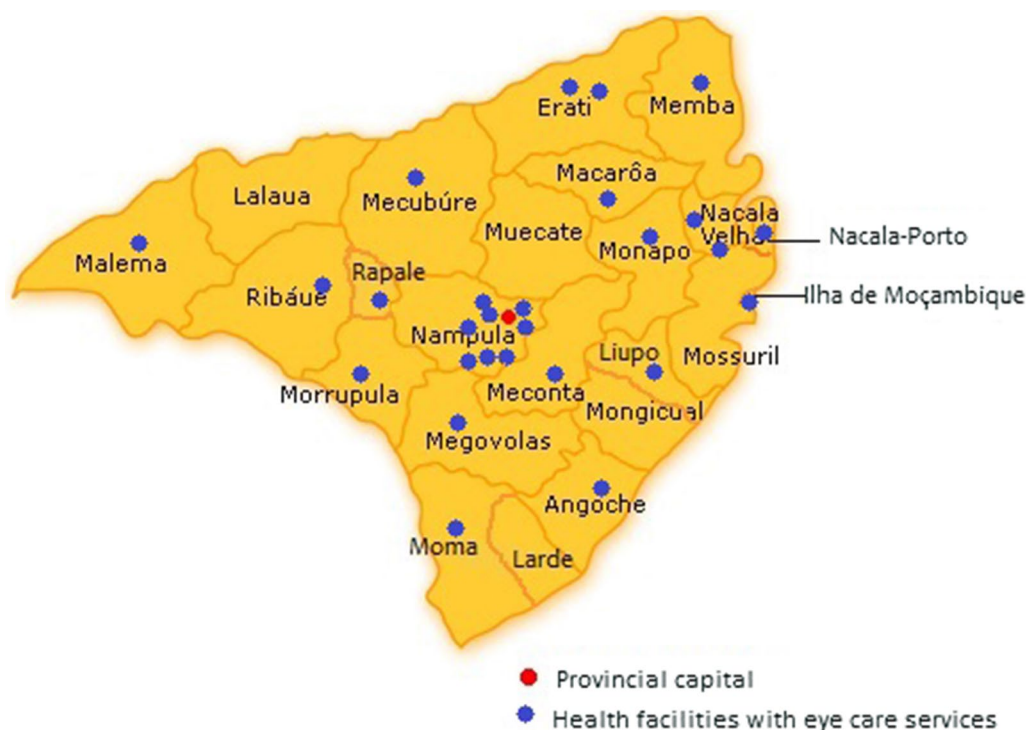 Erati
Memba
Macarôa
Lalaua
Mecubúre
Nacala
Velha
Muecate
Monapo
Nacala-Porto
Malema
Rapale
Ribáue
Ilha de Moçambique
Nampula
Liupo
Mossuril
Morrupula
Meconta
Mongicual
Megovolas
Angoche
Moma
Larde
Provincial capital
Health facilities with eye care services